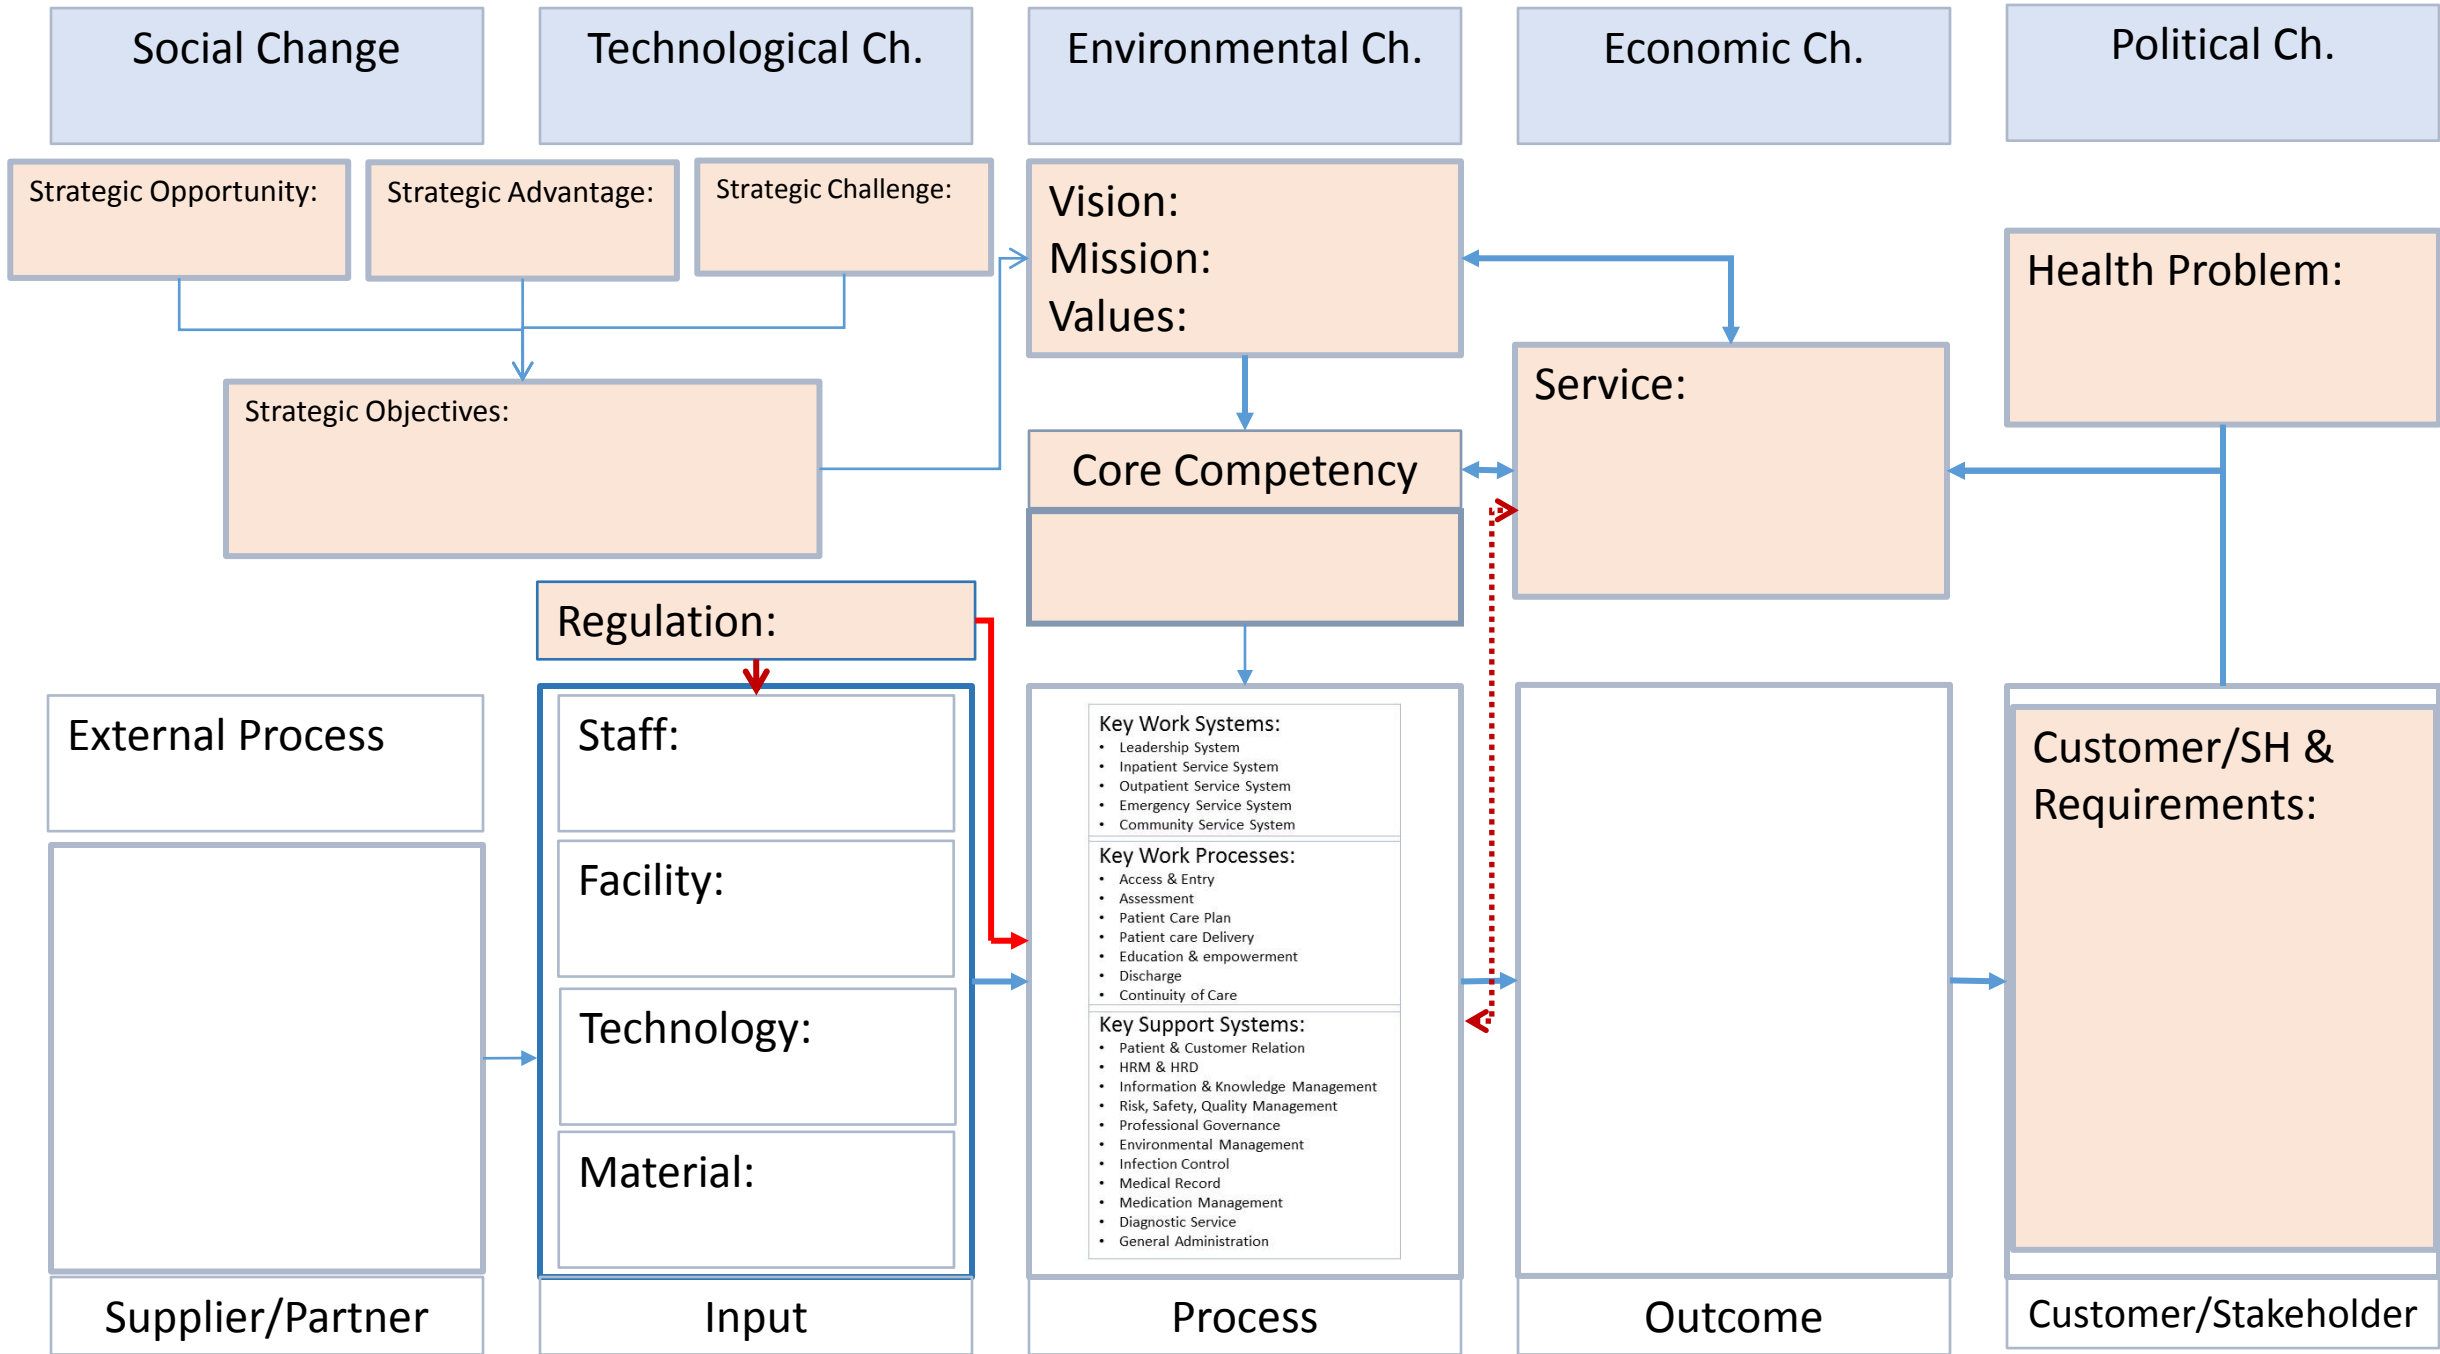 Social Change
Technological Ch.
Environmental Ch.
Economic Ch.
Political Ch.
Strategic Opportunity:
Strategic Advantage:
Strategic Challenge:
Vision:
Mission:
Values:
Health Problem:
Strategic Objectives:
Service:
Core Competency
Regulation:
External Process
Staff:
Facility:
Technology:
Material:
Key Work Systems:
• Leadership System
• Inpatient Service System
• Outpatient Service System
• Emergency Service System
• Community Service System
Key Work Processes:
• Access & Entry
• Assessment
• Patient Care Plan
• Patient care Delivery
• Education & empowerment
• Discharge
• Continuity of Care
Key Support Systems:
• Patient & Customer Relation
• HRM & HRD
• Information & Knowledge Management
• Risk, Safety, Quality Management
• Professional Governance
• Environmental Management
• Infection Control
• Medical Record
• Medication Management
• Diagnostic Service
• General Administration
Customer/SH &
Requirements:
Supplier/Partner
Input
Process
Outcome
Customer/Stakeholder